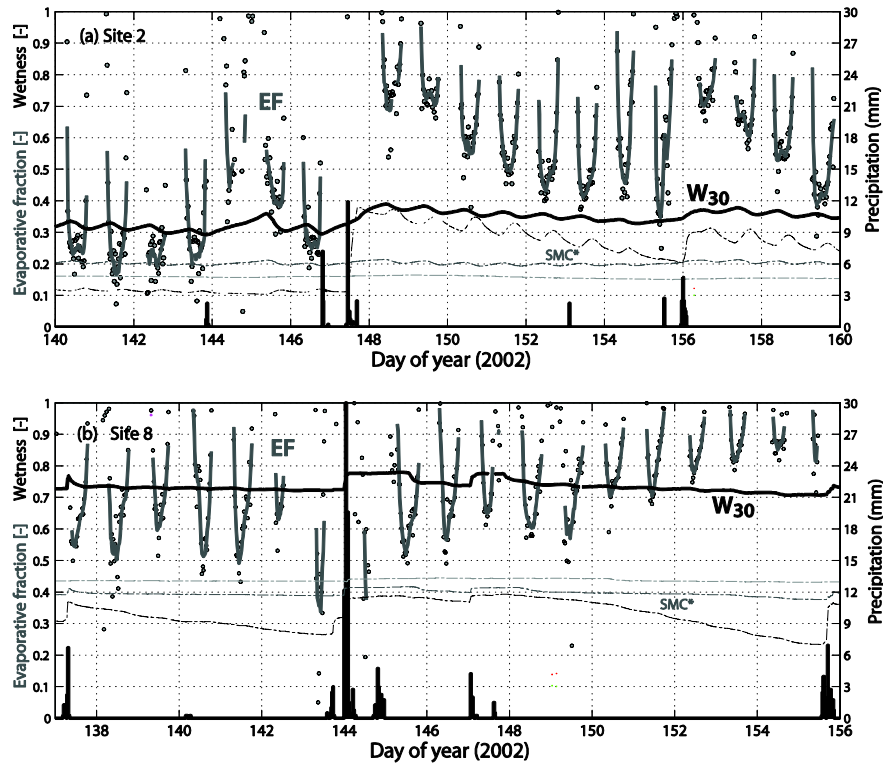 1
0.9
0.8
0.7
0.6
0.5
0.4
0.3
0.2
0.1
0
Evaporative fraction [-]
Wetness [-]
(a) Site 2
EF
W30
SMC*
30
27
24
21
18
15
12
9
6
3
0
Precipitation (mm)
140 142 144 146 148 150 152 154 156 158 160
Day of year (2002)
1
0.9
0.8
0.7
0.6
0.5
0.4
0.3
0.2
0.1
0
Evaporative fraction [-]
Wetness [-]
(b) Site 8
EF
W30
SMC*
30
27
24
21
18
15
12
9
6
3
0
Precipitation (mm)
138 140 142 144 146 148 150 152 154 156
Day of year (2002)